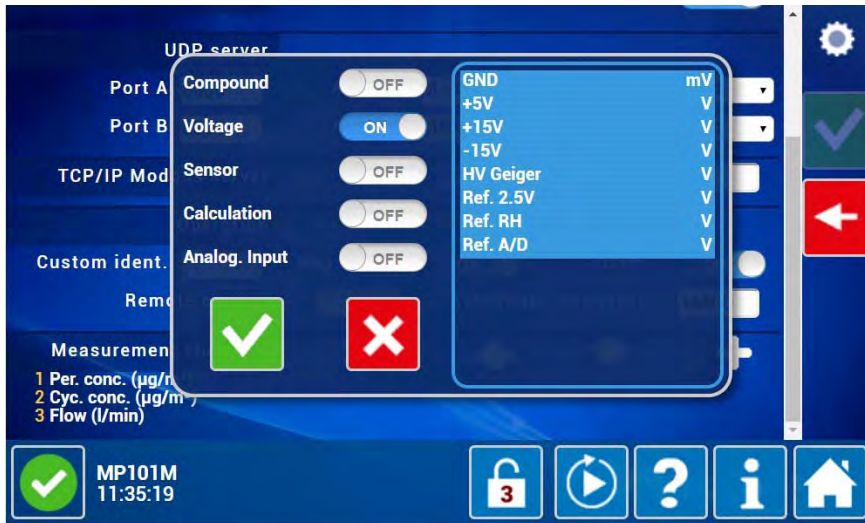 UDP server
Port A
Port B
TCP/IP Mod
Custom ident.
Remo
Measuremen
1 Per. conc. (µg/m
2 Cyc. conc. (µg/m³)
3 Flow (l/min)
Compound OFF
Voltage ON
Sensor OFF
Calculation OFF
Analog. Input OFF
GND mV
+5V V
+15V V
-15V V
HV Geiger V
Ref. 2.5V V
Ref. RH V
Ref. A/D V
MP101M
11:35:19
3
?
i